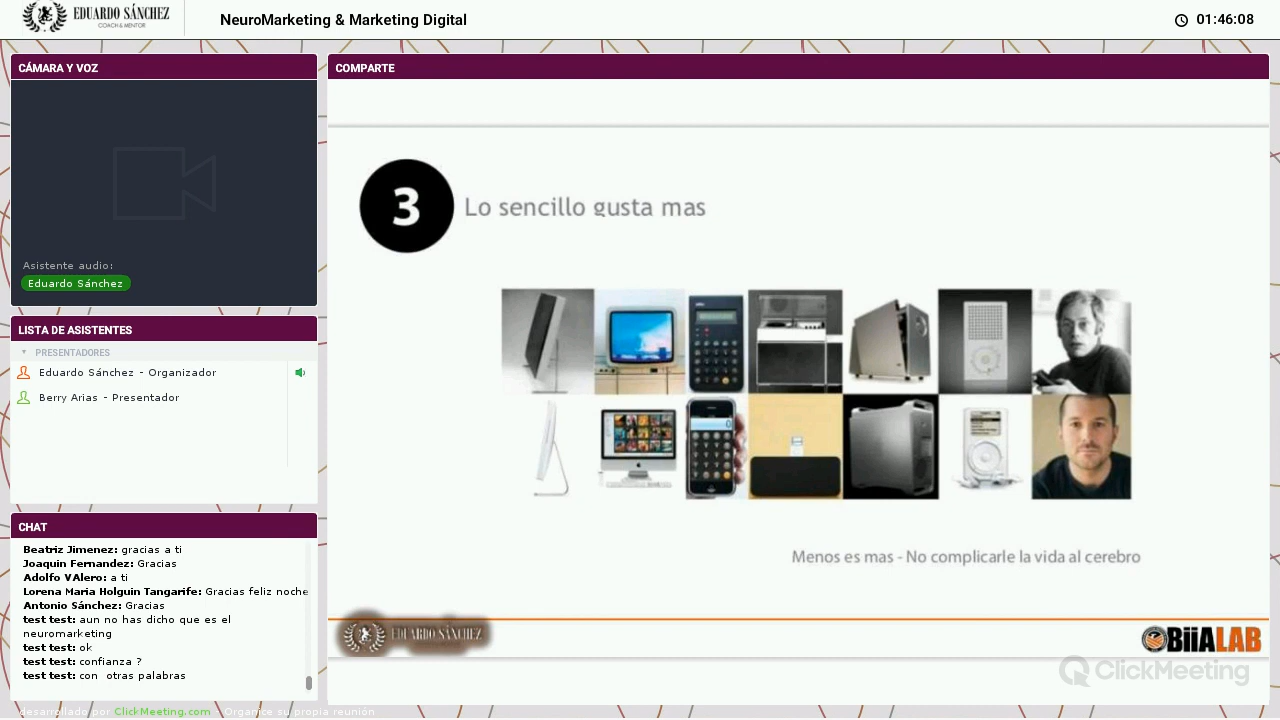 EDUARDO SÁNCHEZ
COACH & MENTOR
NeuroMarketing & Marketing Digital
01:46:08
CÁMARA Y VOZ
Asistente audio:
Eduardo Sánchez
LISTA DE ASISTENTES
PRESENTADORES
Eduardo Sánchez - Organizador
Berry Arias - Presentador
CHAT
Beatriz Jimenez: gracias a ti
Joaquin Fernandez: Gracias
Adolfo VAlero: a ti
Lorena Maria Holguin Tangarife: Gracias feliz noche
Antonio Sánchez: Gracias
test test: aun no has dicho que es el
neuromarketing
test test: ok
test test: confianza ?
test test: con otras palabras
desarrollado por ClickMeeting.com - Organice su propia reunión
COMPARTE
3
Lo sencillo gusta mas
Menos es mas - No complicarle la vida al cerebro
EDUARDO SÁNCHEZ
BiiALAB
ClickMeeting